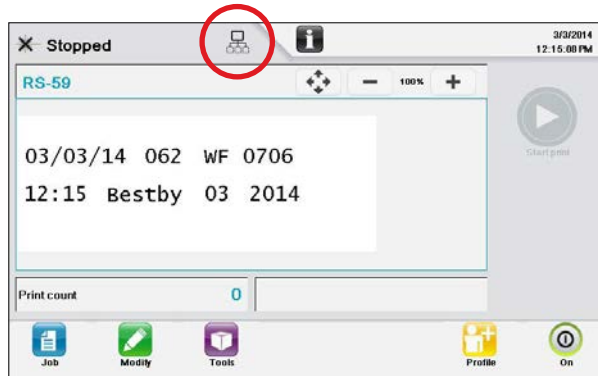 Stopped
3/3/2014
12:15:08 PM
RS-59
100%
03/03/14 062 WF 0706
12:15 Bestby 03 2014
Start print
Print count 0
Job Modify Tools Profile On